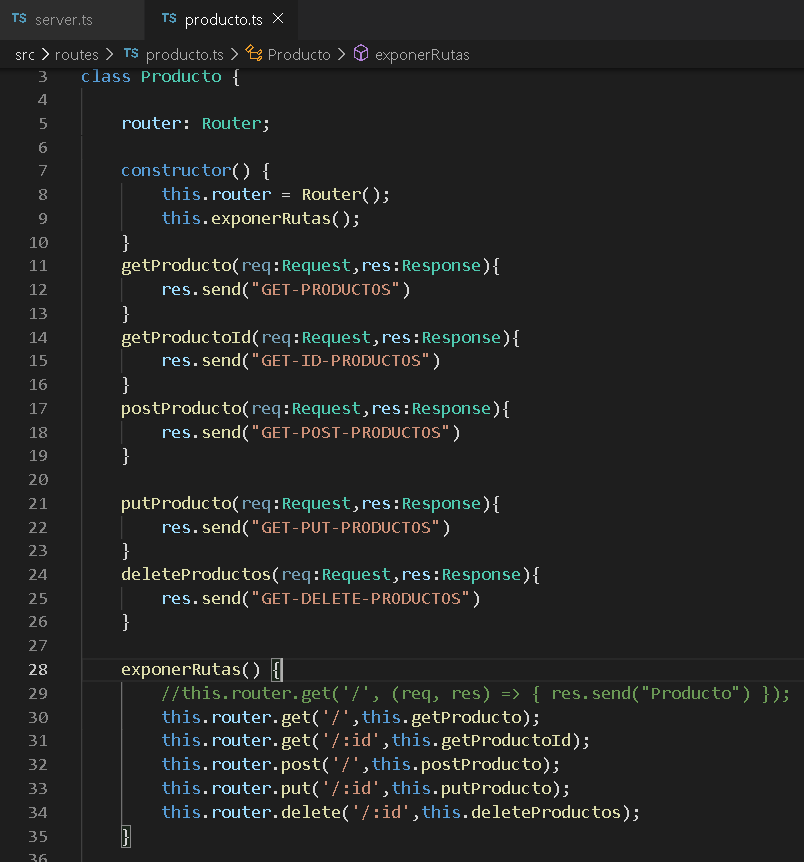 TS server.ts TS producto.ts ×
src > routes > TS producto.ts > Producto > exponerRutas
3 class Producto {
4
5 router: Router;
6
7 constructor() {
8 this.router = Router();
9 this.exponerRutas();
10 }
11 getProducto(req:Request,res:Response){
12 res.send("GET-PRODUCTOS")
13 }
14 getProductoId(req:Request,res:Response){
15 res.send("GET-ID-PRODUCTOS")
16 }
17 postProducto(req:Request,res:Response){
18 res.send("GET-POST-PRODUCTOS")
19 }
20
21 putProducto(req:Request,res:Response){
22 res.send("GET-PUT-PRODUCTOS")
23 }
24 deleteProductos(req:Request,res:Response){
25 res.send("GET-DELETE-PRODUCTOS")
26 }
27
28 exponerRutas() {
29 //this.router.get('/', (req, res) => { res.send("Producto") });
30 this.router.get('/',this.getProducto);
31 this.router.get('/:id',this.getProductoId);
32 this.router.post('/',this.postProducto);
33 this.router.put('/:id',this.putProducto);
34 this.router.delete('/:id',this.deleteProductos);
35 }
36